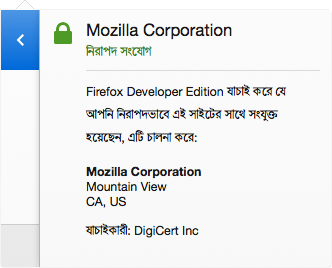 Mozilla Corporation
নিরাপদ সংযোগ
Firefox Developer Edition যাচাই করে যে
আপনি নিরাপদভাবে এই সাইটের সাথে সংযুক্ত
হয়েছেন, এটি চালনা করে:
Mozilla Corporation
Mountain View
CA, US
যাচাইকারী: DigiCert Inc